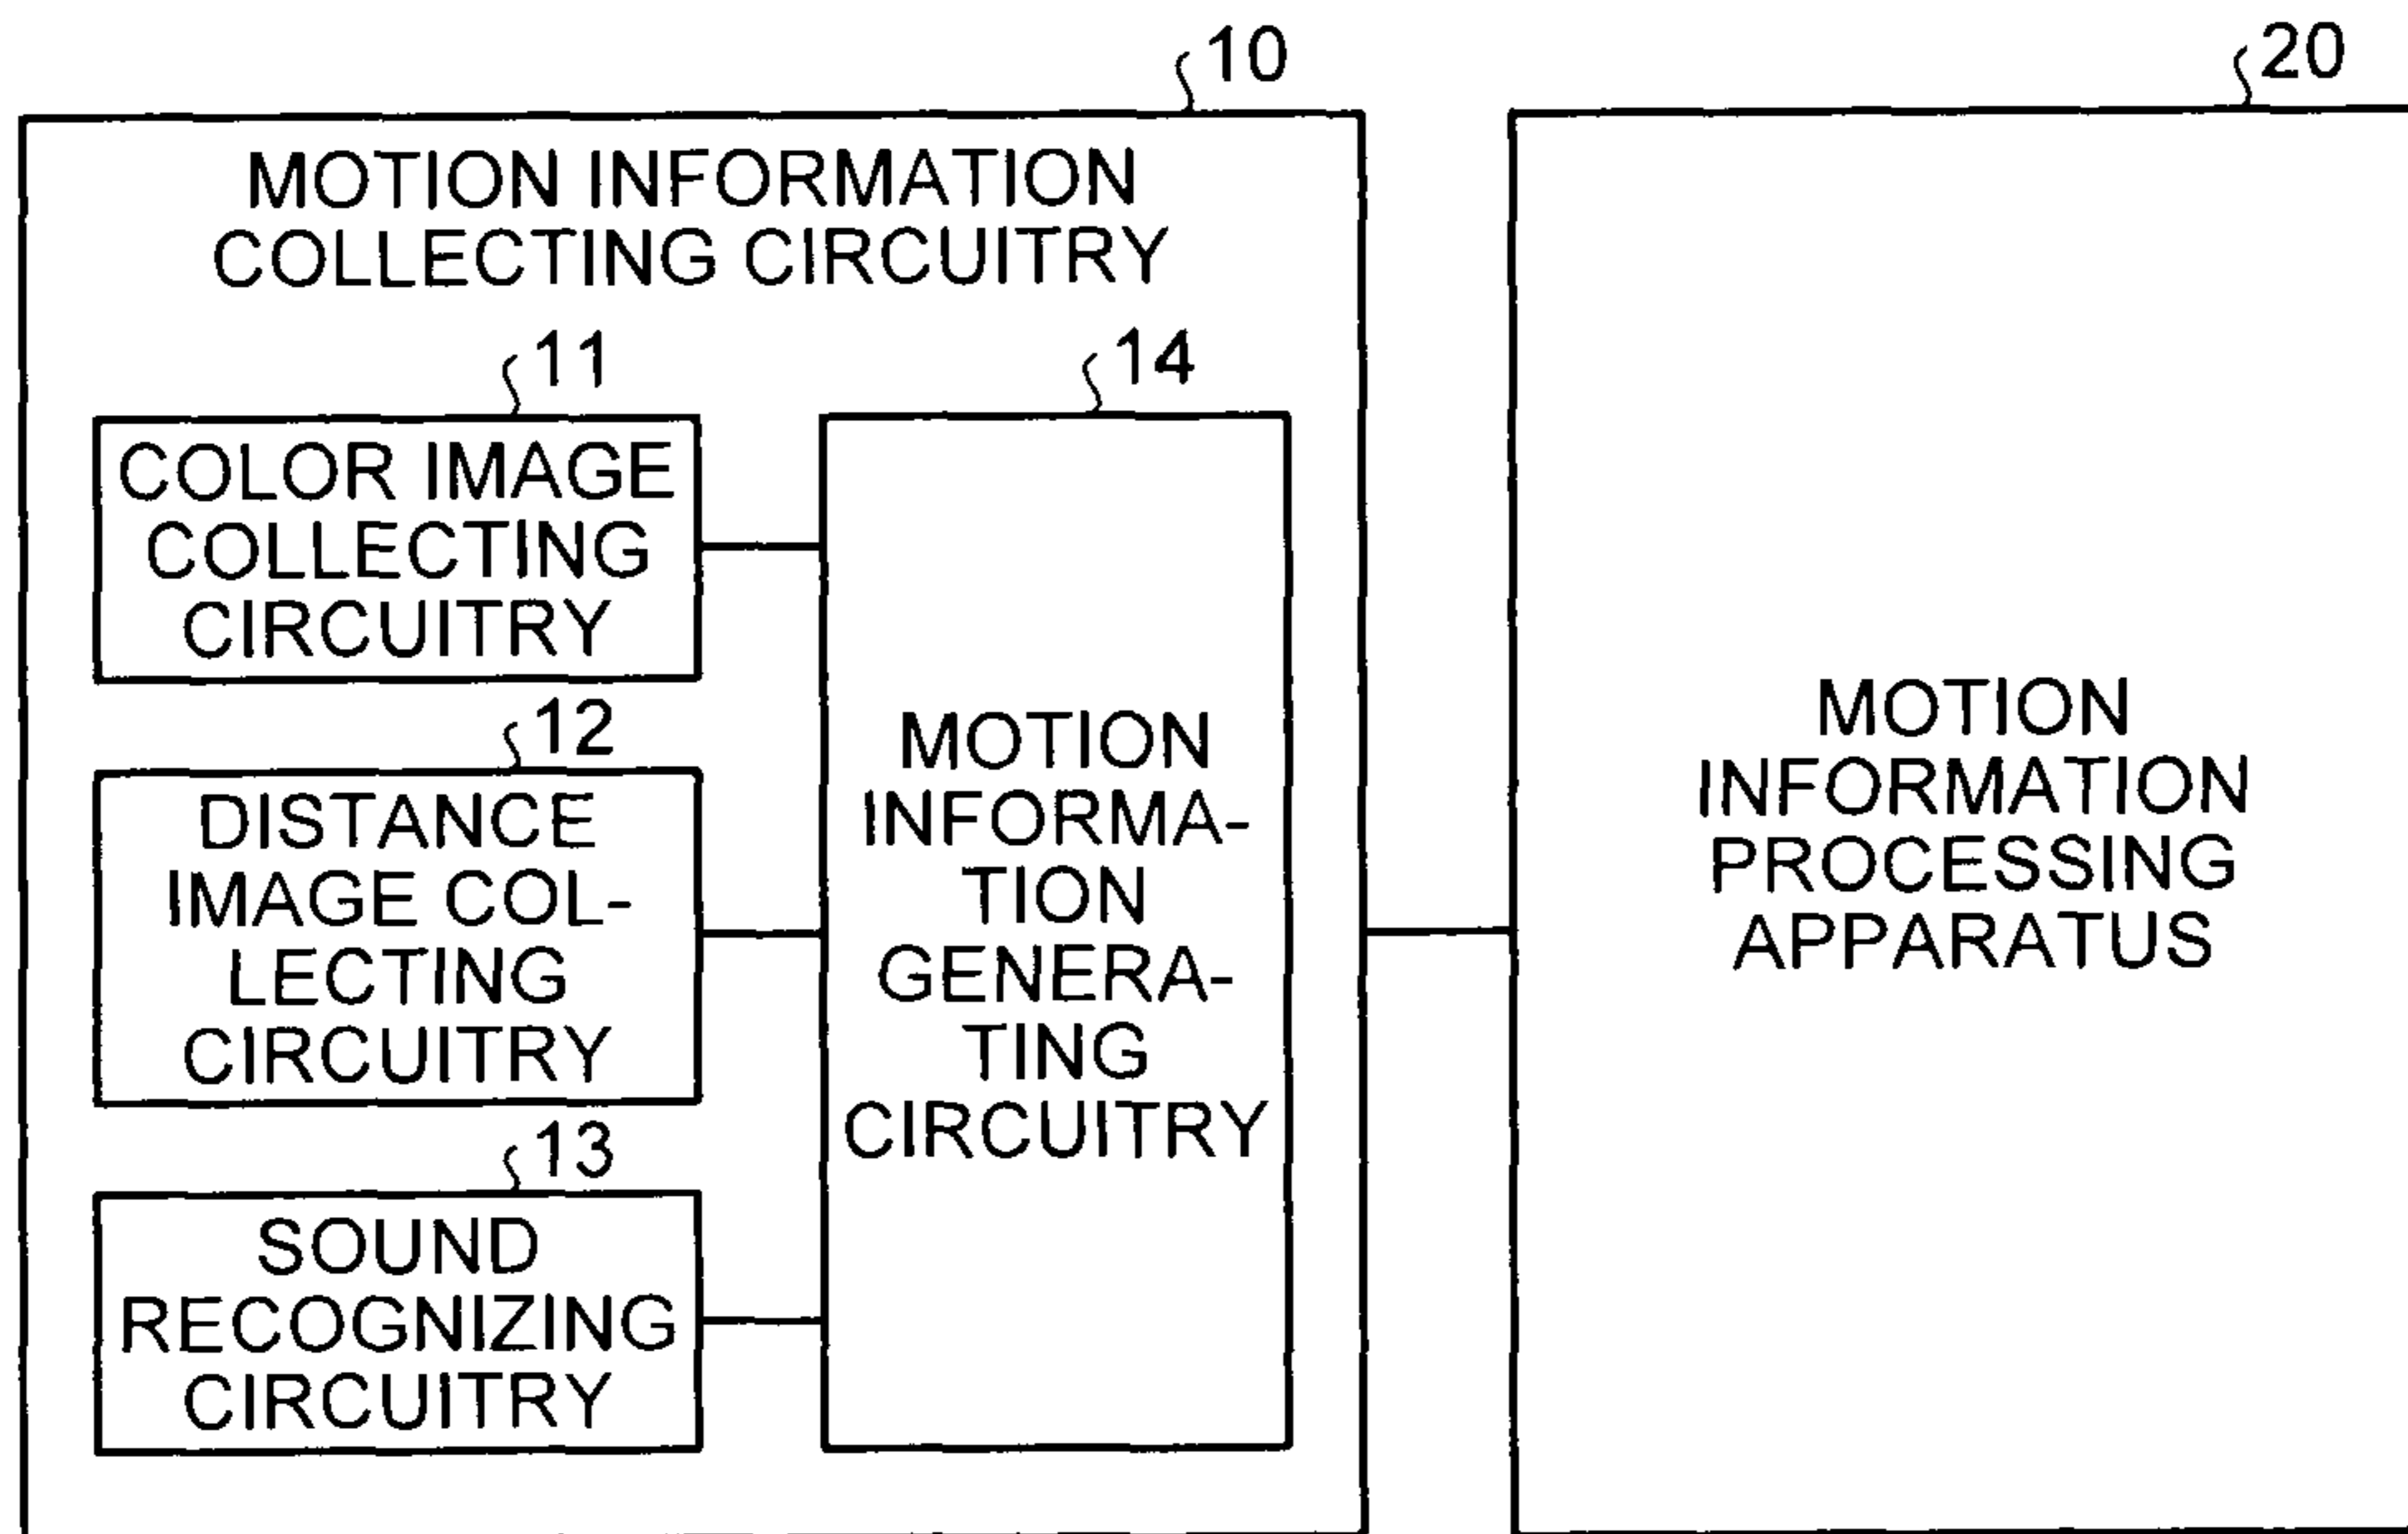 10
20
MOTION INFORMATION
COLLECTING CIRCUITRY
11
COLOR IMAGE
COLLECTING
CIRCUITRY
12
DISTANCE
IMAGE COL-
LECTING
CIRCUITRY
13
SOUND
RECOGNIZING
CIRCUITRY
14
MOTION
INFORMA-
TION
GENERA-
TING
CIRCUITRY
MOTION
INFORMATION
PROCESSING
APPARATUS